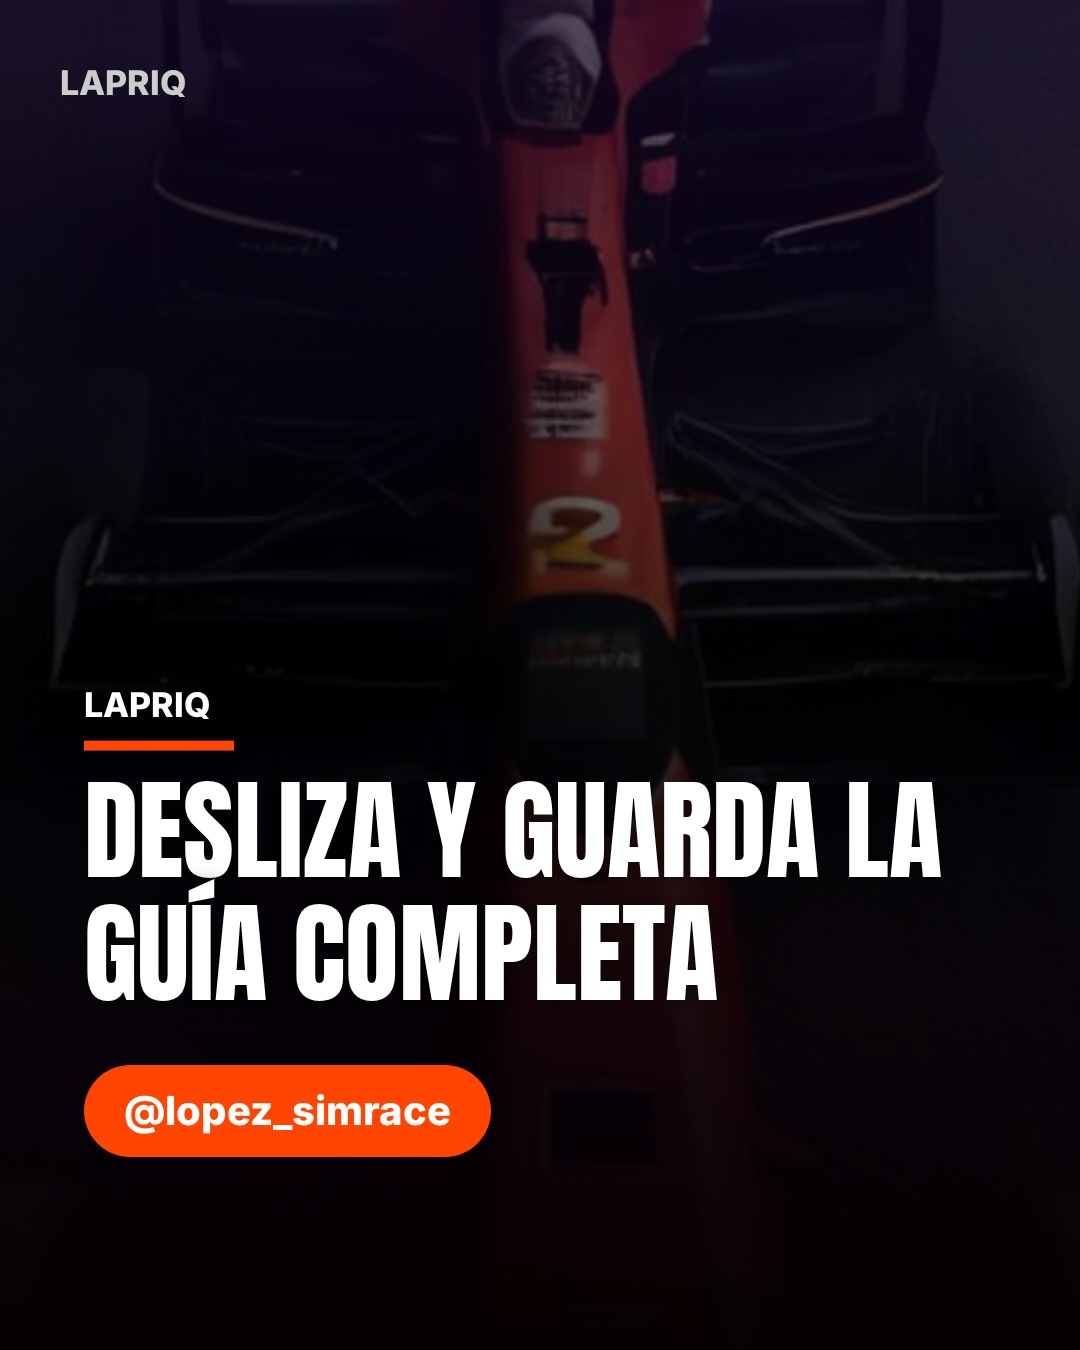 LAPRIQ
LAPRIQ
DESLIZA Y GUARDA LA
GUÍA COMPLETA
@lopez_simrace